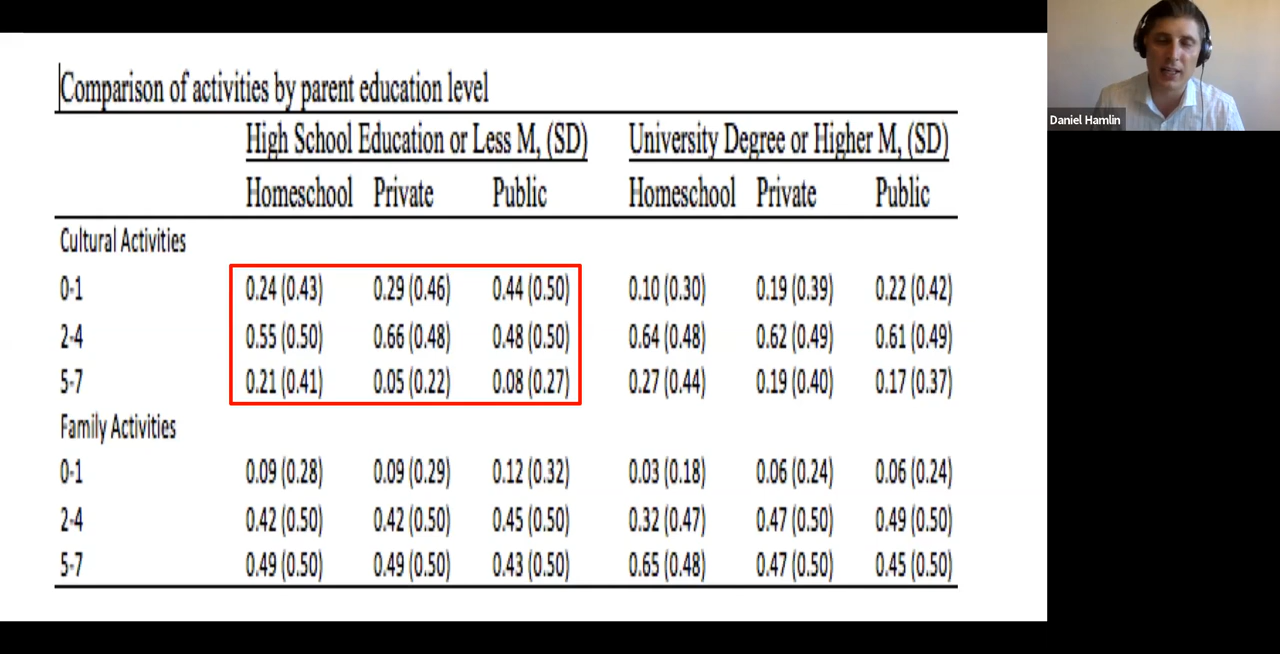 Comparison of activities by parent education level
High School Education or Less M, (SD) University Degree or Higher M, (SD)
Homeschool Private Public Homeschool Private Public
Cultural Activities
0-1 0.24 (0.43) 0.29 (0.46) 0.44 (0.50) 0.10 (0.30) 0.19 (0.39) 0.22 (0.42)
2-4 0.55 (0.50) 0.66 (0.48) 0.48 (0.50) 0.64 (0.48) 0.62 (0.49) 0.61 (0.49)
5-7 0.21 (0.41) 0.05 (0.22) 0.08 (0.27) 0.27 (0.44) 0.19 (0.40) 0.17 (0.37)
Family Activities
0-1 0.09 (0.28) 0.09 (0.29) 0.12 (0.32) 0.03 (0.18) 0.06 (0.24) 0.06 (0.24)
2-4 0.42 (0.50) 0.42 (0.50) 0.45 (0.50) 0.32 (0.47) 0.47 (0.50) 0.49 (0.50)
5-7 0.49 (0.50) 0.49 (0.50) 0.43 (0.50) 0.65 (0.48) 0.47 (0.50) 0.45 (0.50)
Daniel Hamlin